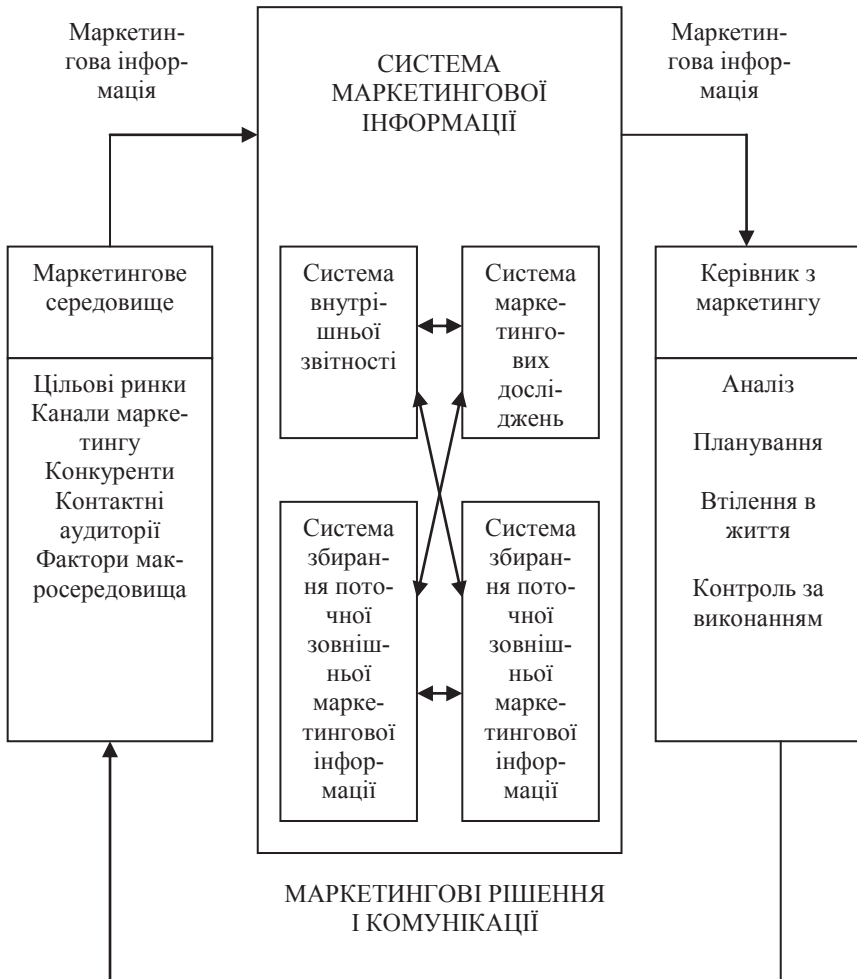 Маркетин-
гова інфор-
мація
СИСТЕМА
МАРКЕТИНГОВОЇ
ІНФОРМАЦІЇ
Маркетин-
гова інфор-
мація
Маркетингове
середовище
Цільові ринки
Канали марке-
тингу
Конкуренти
Контактні
аудиторії
Фактори мак-
росередовища
Система
внутрі-
шньої
звітності
Система
марке-
тинго-
вих
дослі-
джень
Система
збиран-
ня пото-
чної
зовніш-
ньої
марке-
тингової
інфор-
мації
Система
збиран-
ня пото-
чної
зовніш-
ньої
марке-
тингової
інфор-
мації
Керівник з
маркетингу
Аналіз
Планування
Втілення в
життя
Контроль за
виконанням
МАРКЕТИНГОВІ РІШЕННЯ
І КОМУНІКАЦІЇ